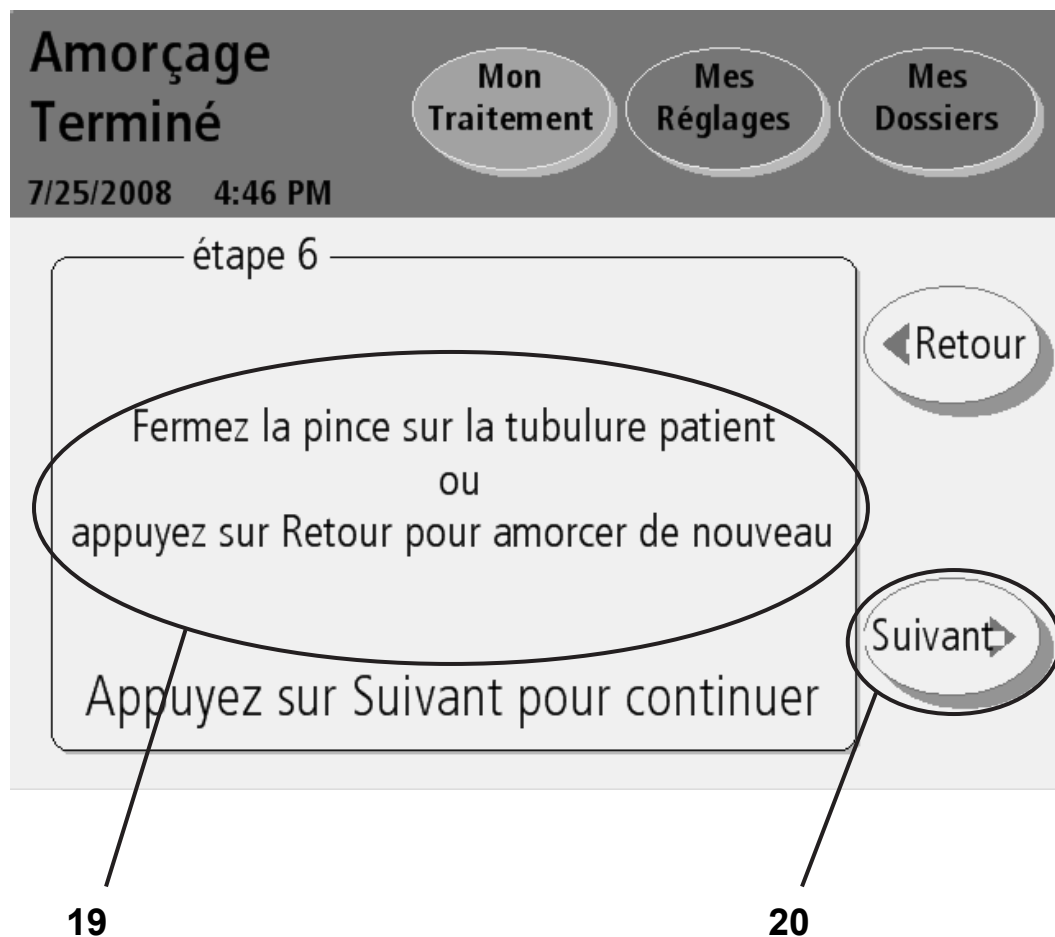 Amorçage
Terminé
7/25/2008 4:46 PM
Mon
Traitement
Mes
Réglages
Mes
Dossiers
étape 6
Fermez la pince sur la tubulure patient
ou
appuyez sur Retour pour amorcer de nouveau
Appuyez sur Suivant pour continuer
Retour
Suivant
19
20